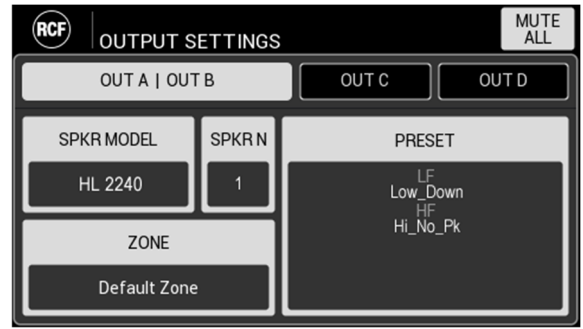 RCF
OUTPUT SETTINGS
MUTE
ALL
OUT A | OUT B
OUT C
OUT D
SPKR MODEL
SPKR N
PRESET
HL 2240
1
LF
Low_Down
HF
Hi_No_Pk
ZONE
Default Zone